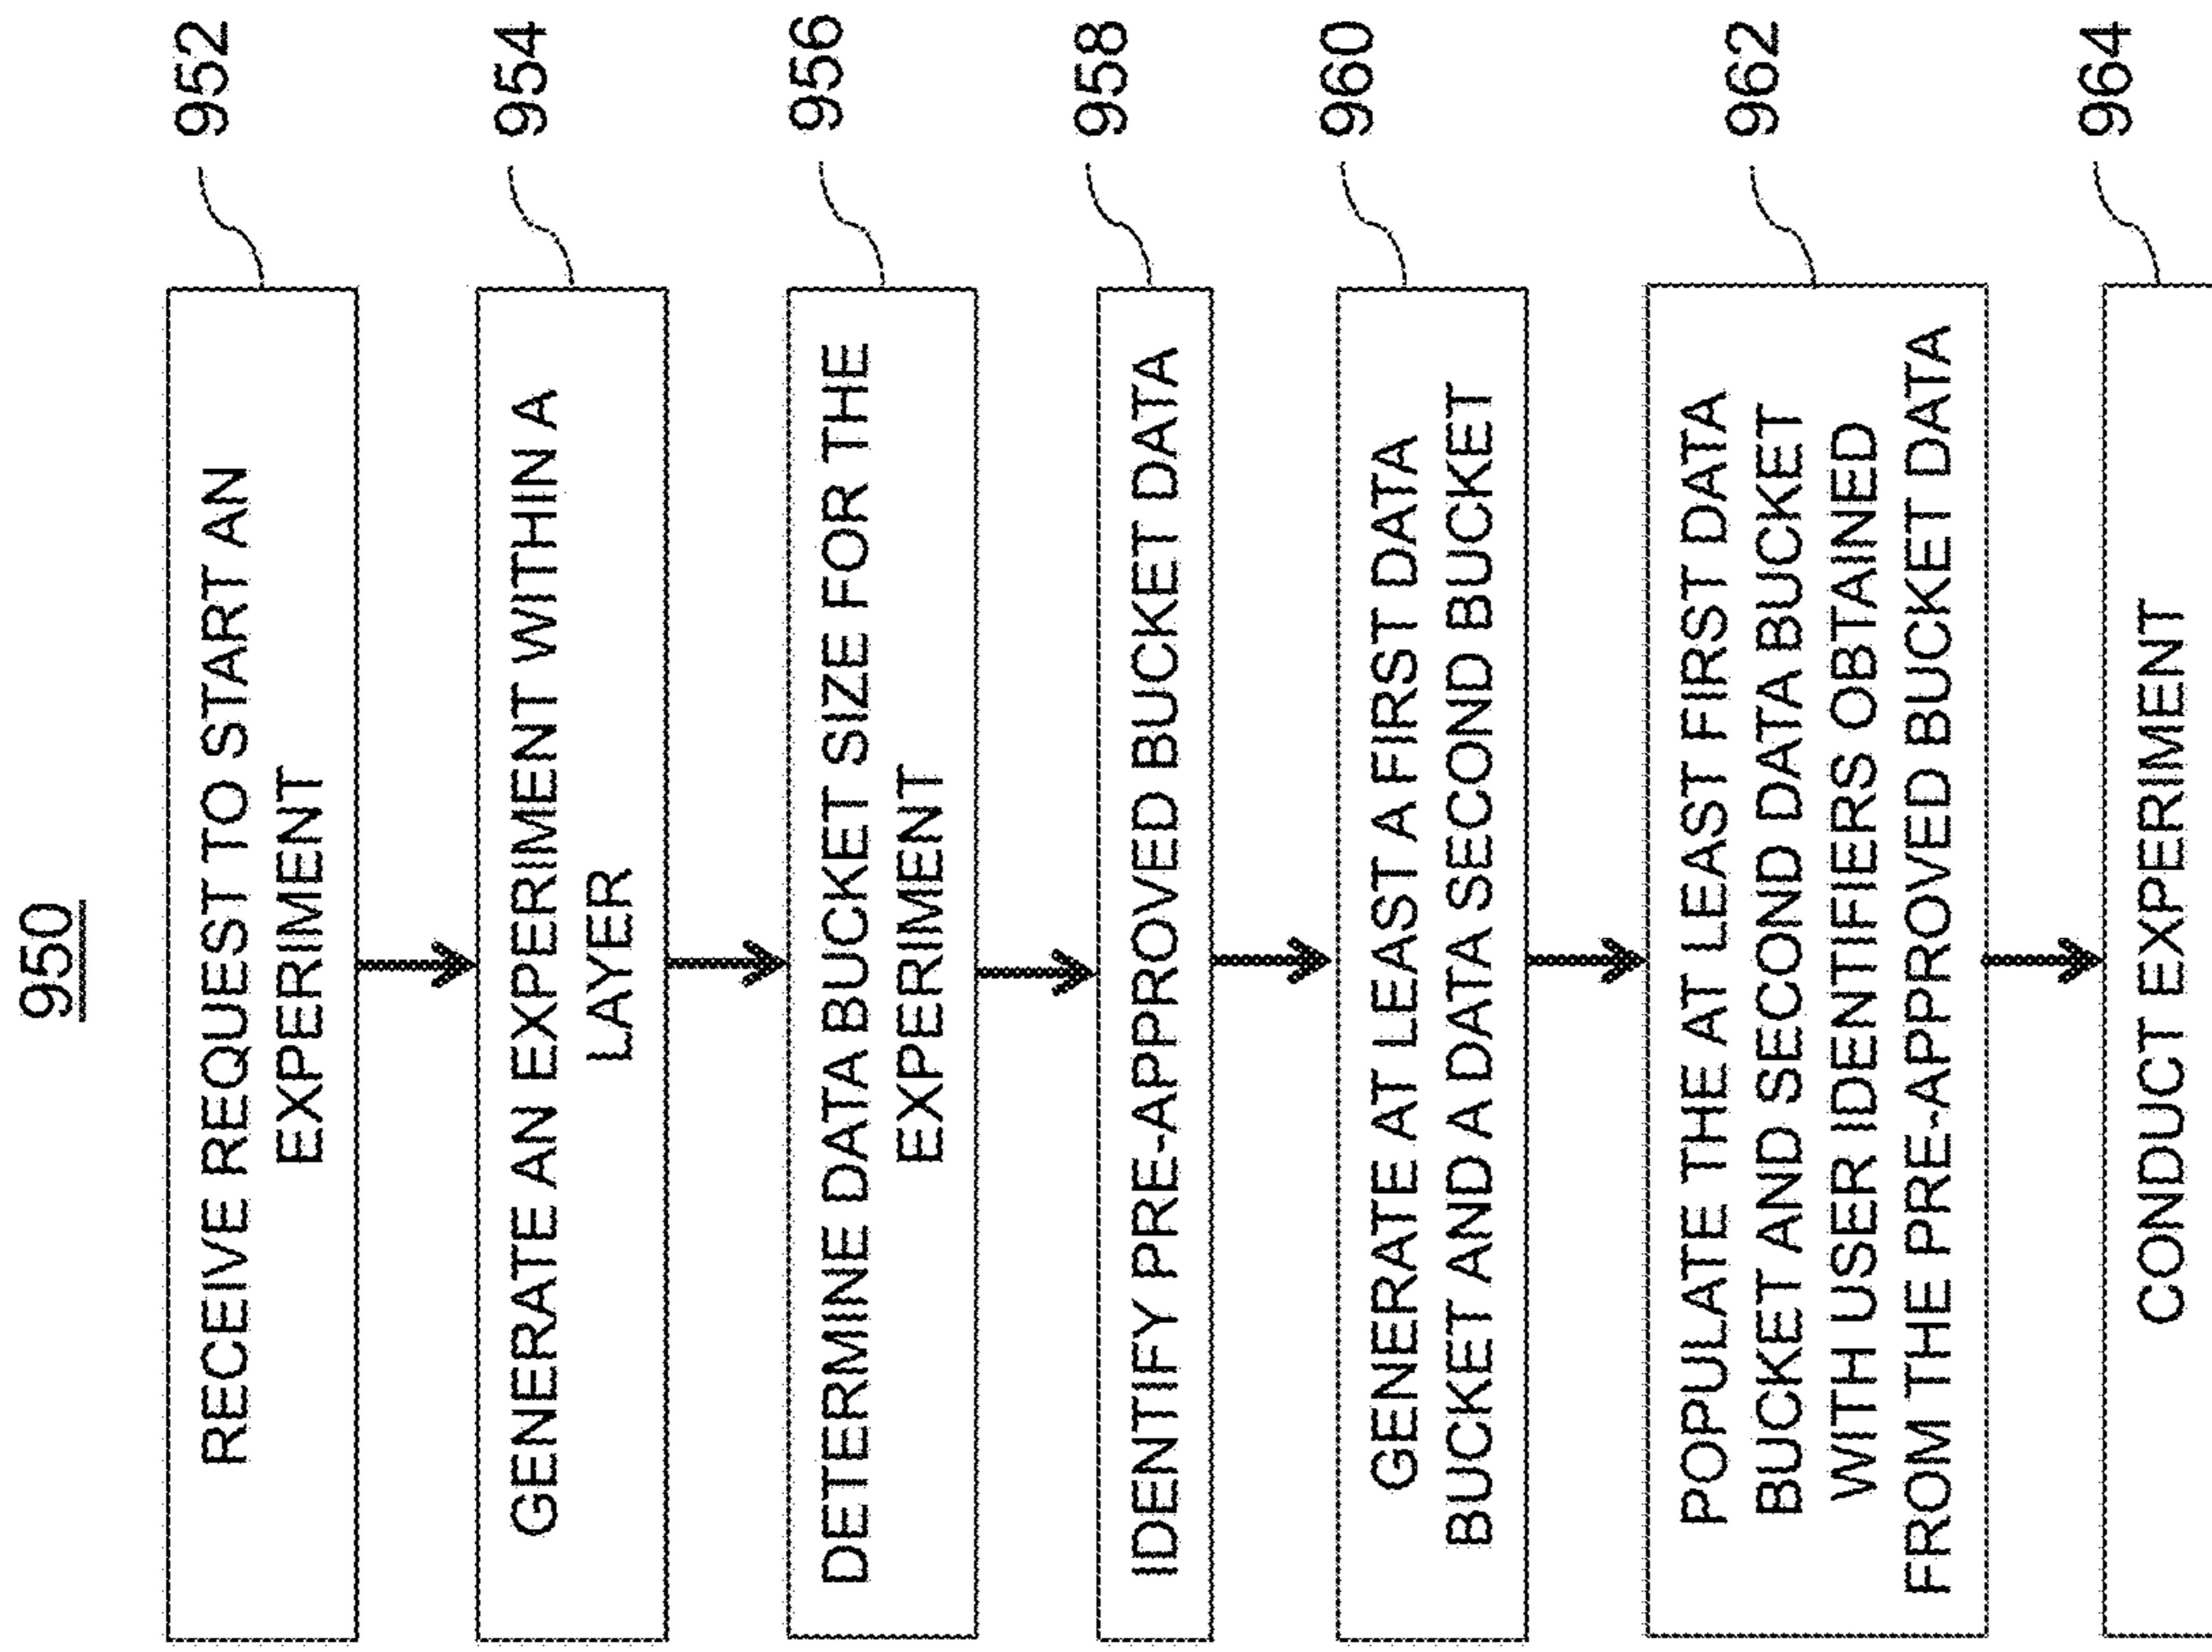 950
RECEIVE REQUEST TO START AN
EXPERIMENT
952
GENERATE AN EXPERIMENT WITHIN A
LAYER
954
DETERMINE DATA BUCKET SIZE FOR THE
EXPERIMENT
956
IDENTIFY PRE-APPROVED BUCKET DATA
958
GENERATE AT LEAST A FIRST DATA
BUCKET AND A DATA SECOND BUCKET
960
POPULATE THE AT LEAST FIRST DATA
BUCKET AND SECOND DATA BUCKET
WITH USER IDENTIFIERS OBTAINED
FROM THE PRE-APPROVED BUCKET DATA
962
CONDUCT EXPERIMENT
964